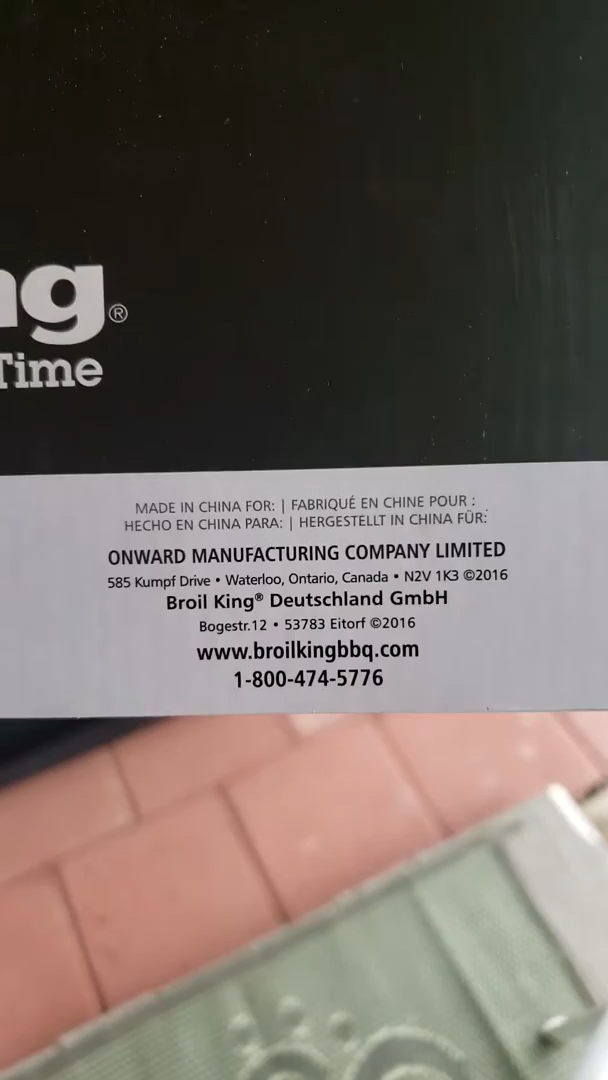 ng®
Time
MADE IN CHINA FOR: | FABRIQUÉ EN CHINE POUR :
HECHO EN CHINA PARA: | HERGESTELLT IN CHINA FÜR:
ONWARD MANUFACTURING COMPANY LIMITED
585 Kumpf Drive • Waterloo, Ontario, Canada • N2V 1K3 ©2016
Broil King® Deutschland GmbH
Bogestr.12 • 53783 Eitorf ©2016
www.broilkingbbq.com
1-800-474-5776